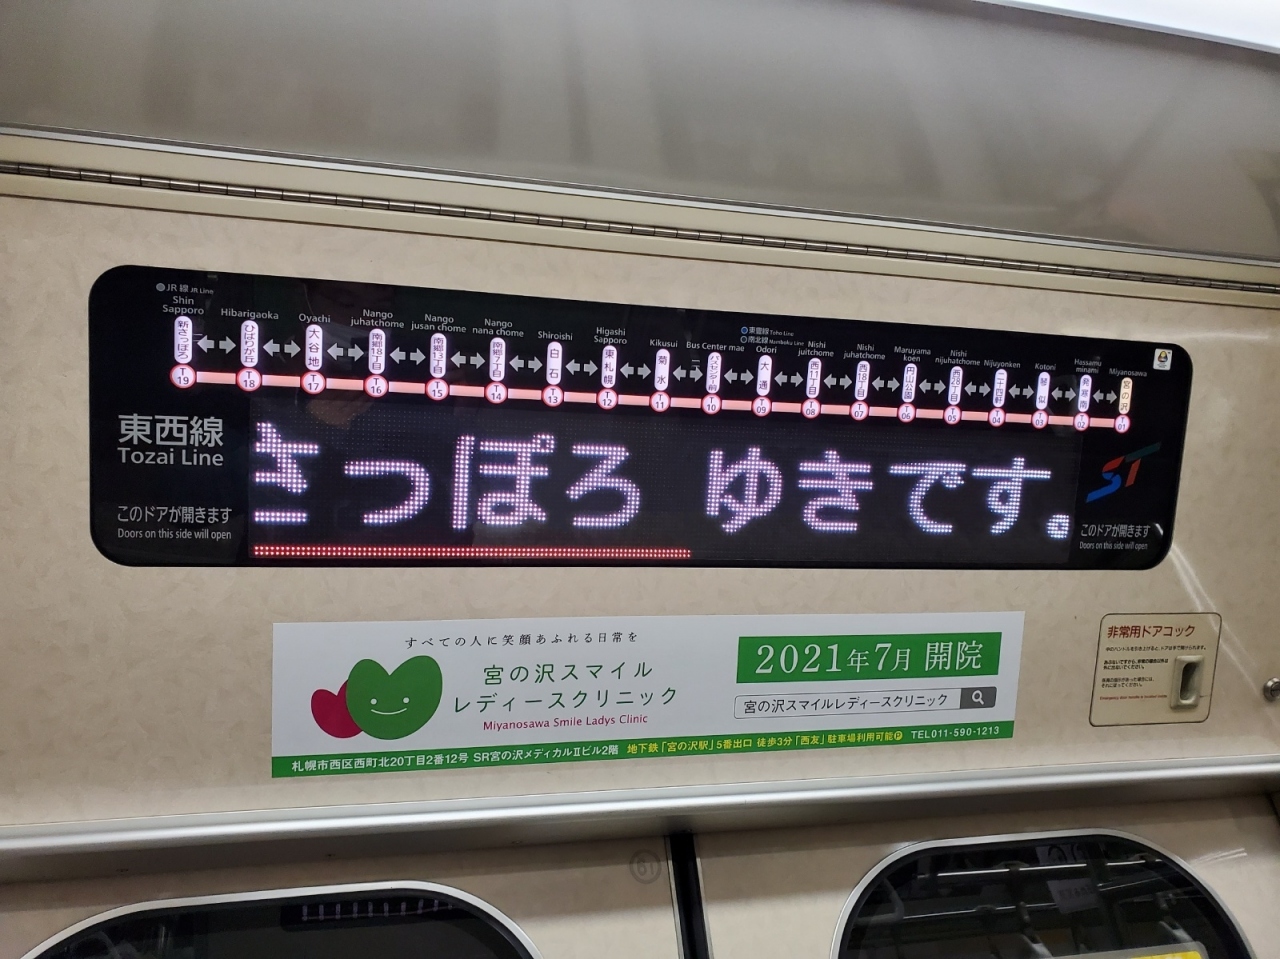 JR線 JR Line
Shin Sapporo
Hibarigaoka
Oyachi
Nango juhatchome
Nango jusan chome
Nango nana chome
Shiroishi
Higashi Sapporo
Kikusui
Bus Center mae
東豊線 Toho Line
南北線 Namboku Line
Odori
Nishi juitchome
Nishi juhatchome
Maruyama koen
Nishi nijuhatchome
Nijuyonken
Kotoni
Hassamu minami
Miyanosawa
新さっぽろ
ひばりが丘
大谷地
南郷18丁目
南郷13丁目
南郷7丁目
白石
東札幌
菊水
バスセンター前
大通
西11丁目
西18丁目
円山公園
西28丁目
二十四軒
琴似
発寒南
宮の沢
T19
T18
T17
T16
T15
T14
T13
T12
T11
T10
T09
T08
T07
T06
T05
T04
T03
T02
T01
東西線
Tozai Line
さっぽろ ゆきです。
ST
このドアが開きます
Doors on this side will open
このドアが開きます
Doors on this side will open
すべての人に笑顔あふれる日常を
宮の沢スマイル
レディースクリニック
Miyanosawa Smile Ladys Clinic
2021年7月 開院
宮の沢スマイルレディースクリニック
札幌市西区西町北20丁目2番12号 SR宮の沢メディカルⅡビル2階 地下鉄「宮の沢駅」5番出口 徒歩3分「西友」駐車場利用可能P TEL011-590-1213
非常用ドアコック
61